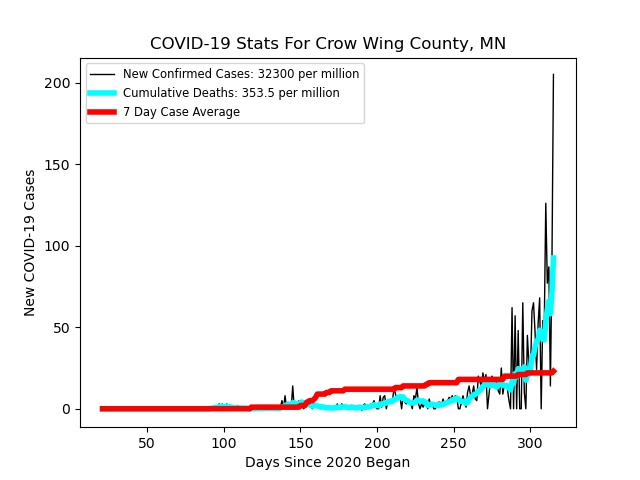 COVID-19 Stats For Crow Wing County, MN
New Confirmed Cases: 32300 per million
Cumulative Deaths: 353.5 per million
7 Day Case Average
New COVID-19 Cases
200
150
100
50
0
50 100 150 200 250 300
Days Since 2020 Began